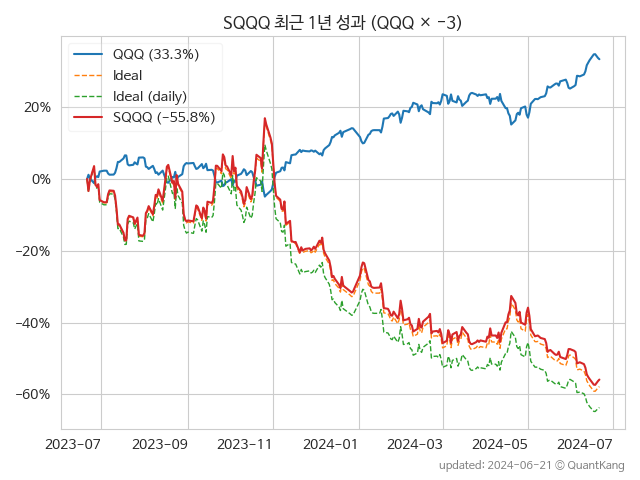 SQQQ 최근 1년 성과 (QQQ × −3)
QQQ (33.3%)
Ideal
Ideal (daily)
SQQQ (−55.8%)
20%
0%
−20%
−40%
−60%
2023-07 2023-09 2023-11 2024-01 2024-03 2024-05 2024-07
updated: 2024-06-21 © QuantKang